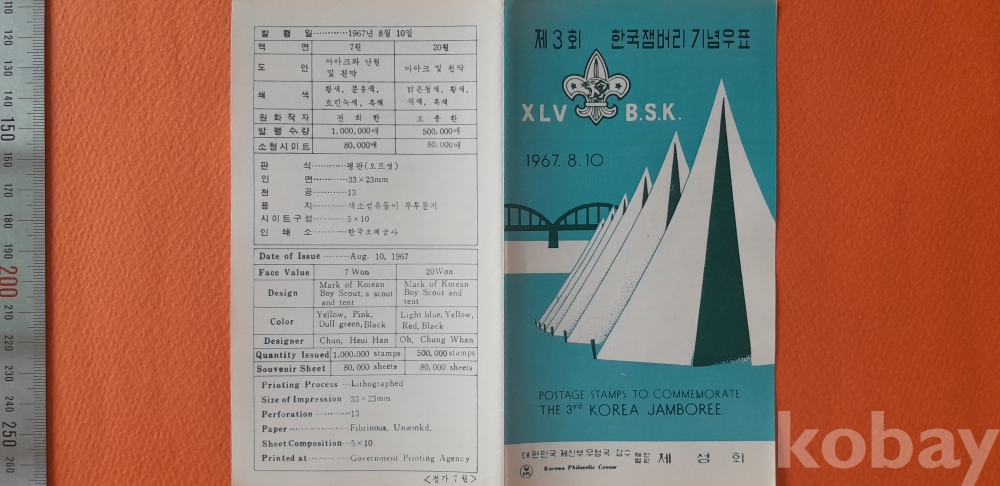 발행일 ············1967년 8월 10일
액면 7월 20원
도안 마아크와 단원 및 천막 마아크 및 천막
쇄색 황색, 분홍색, 흐린녹색, 흑색 맑은청색, 황색, 적색, 흑색
원화작자 전희한 오충환
발행수량 1,000,000매 500,000매
소형시이트 80,000매 80,000매
판식············평판(오프셋)
인면············33×23mm
천공············13
용지············색소섬유들이 무투문지
시이트구성············5×10
인쇄소············한국조폐공사
Date of Issue ·········Aug. 10, 1967
Face Value 7 Won 20Won
Design Mark of Korean Boy Scout, a scout and tent Mark of Korean Boy Scout and tent
Color Yellow, Pink, Dull green, Black Light blue, Yellow, Red, Black
Designer Chun, Heui Han Oh, Chung Whan
Quantity Issued 1,000,000 stamps 500,000 stamps
Souvenir Sheet 80,000 sheets 80,000 sheets
Printing Process ···Lithographed
Size of Impression 33×23mm
Perforation ···········13
Paper ···············Fibrinous, Unwmkd.
Sheet Composition···5×10
Printed at ·········Government Printing Agency
<정가 7원>
제3회 한국잼버리 기념우표
XLV B.S.K.
1967. 8. 10
POSTAGE STAMPS TO COMMEMORATE
THE 3rd KOREA JAMBOREE.
대한민국 체신부 우정국 감수 체성회
Korean Philatelic Center
110
140
150
160
170
180
190
200
210
220
230
240
250
260
kobay